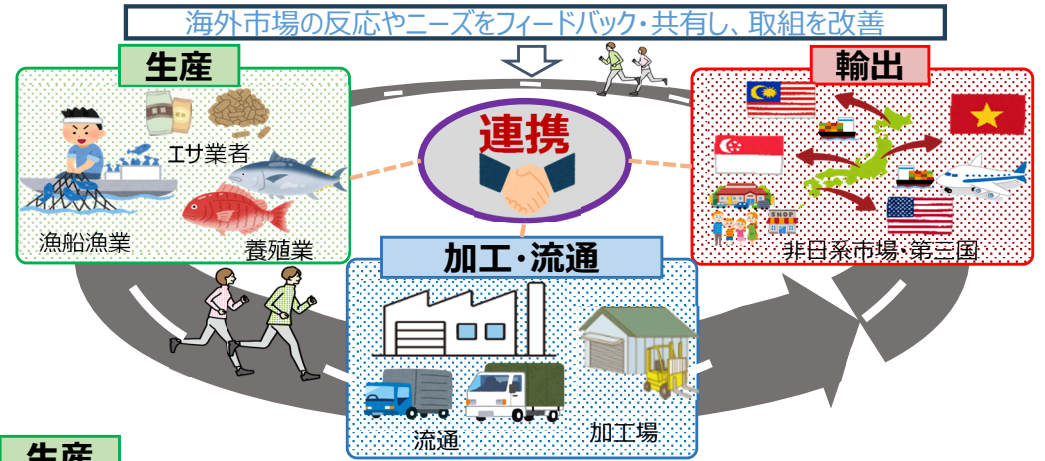 海外市場の反応やニーズをフィードバック・共有し、取組を改善
生産
輸出
連携
エサ業者
漁船漁業
養殖業
SHOP
非日系市場・第三国
加工・流通
流通
加工場
生産